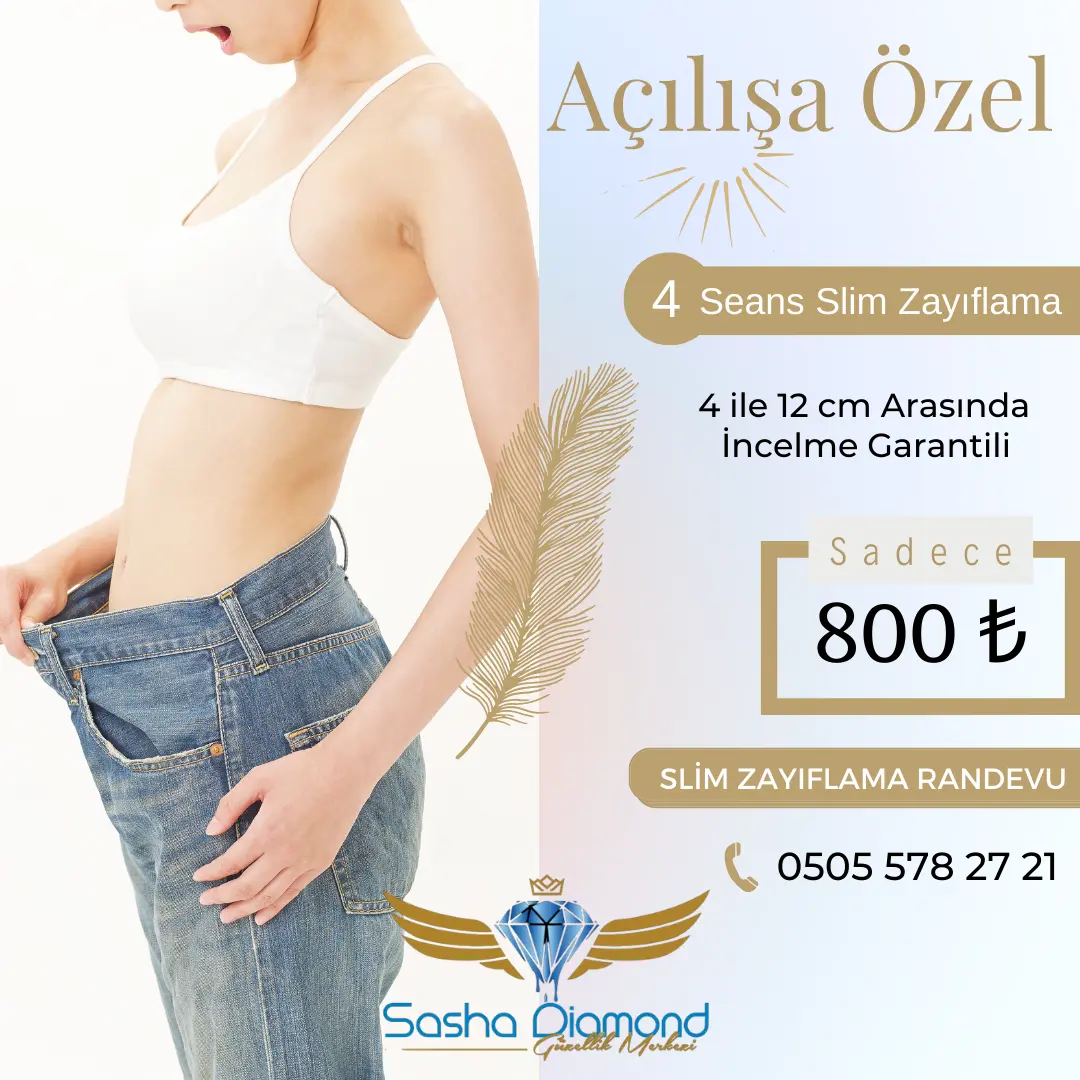 Açılışa Özel
4 Seans Slim Zayıflama
4 ile 12 cm Arasında
İncelme Garantili
Sadece
800 ₺
SLİM ZAYIFLAMA RANDEVU
0505 578 27 21
Sasha Diamond
Güzellik Merkezi